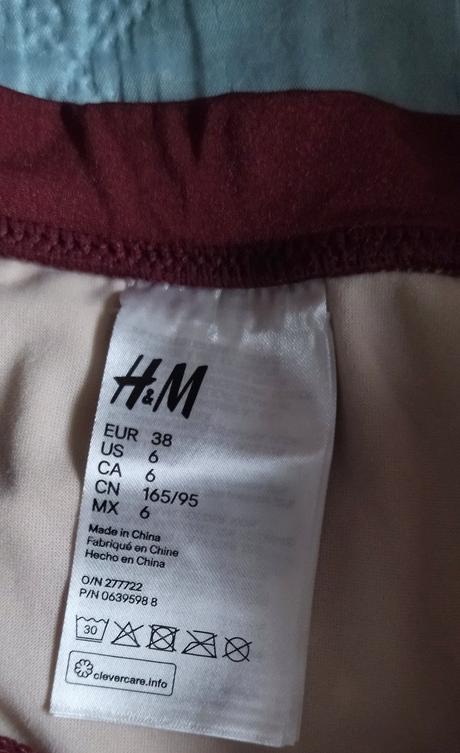 H&M
EUR 38
US 6
CA 6
CN 165/95
MX 6
Made in China
Fabriqué en Chine
Hecho en China
O/N 277722
P/N 0639598 8
30
clevercare.info